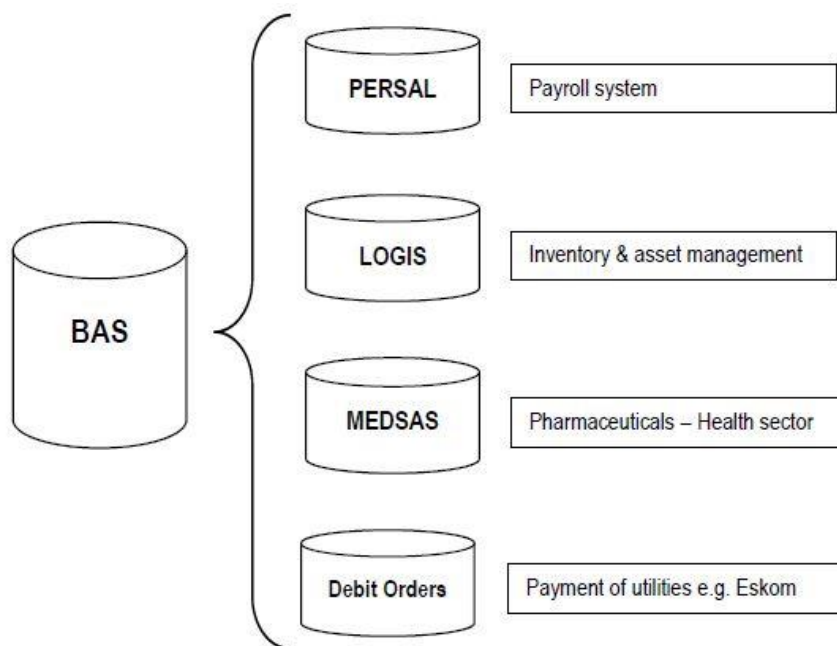 PERSAL
Payroll system
LOGIS
Inventory & asset management
BAS
MEDSAS
Pharmaceuticals – Health sector
Debit Orders
Payment of utilities e.g. Eskom